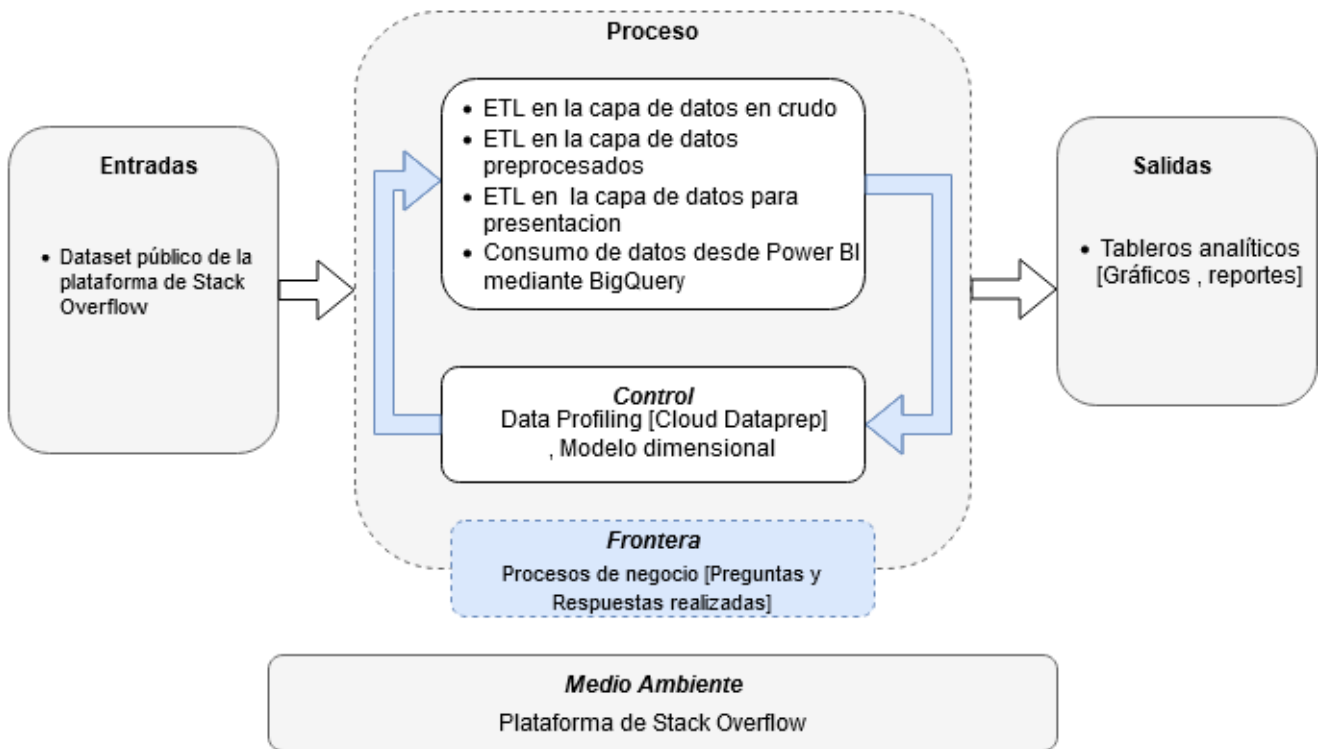 Proceso
• ETL en la capa de datos en crudo
• ETL en la capa de datos
preprocesados
• ETL en la capa de datos para
presentacion
• Consumo de datos desde Power BI
mediante BigQuery
Entradas
• Dataset público de la
plataforma de Stack
Overflow
Salidas
• Tableros analíticos
[Gráficos , reportes]
Control
Data Profiling [Cloud Dataprep]
, Modelo dimensional
Frontera
Procesos de negocio [Preguntas y
Respuestas realizadas]
Medio Ambiente
Plataforma de Stack Overflow